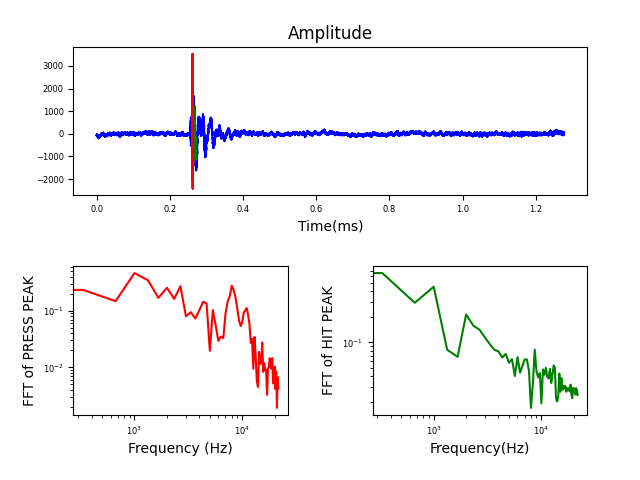 Amplitude
3000
2000
1000
0
−1000
−2000
0.0 0.2 0.4 0.6 0.8 1.0 1.2
Time(ms)
FFT of PRESS PEAK
10⁻¹
10⁻²
10³ 10⁴
Frequency (Hz)
FFT of HIT PEAK
10⁻¹
10³ 10⁴
Frequency(Hz)